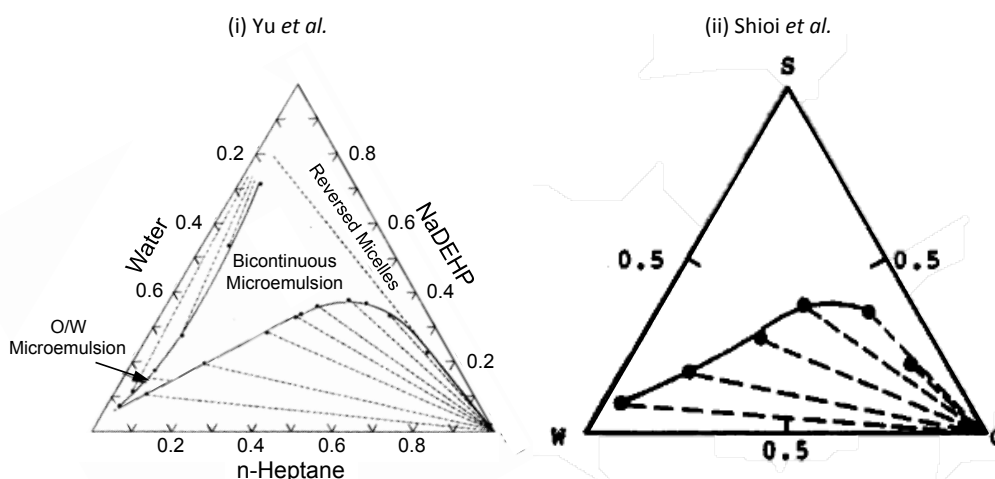 (i) Yu et al.
(ii) Shioi et al.
S
0.2
0.8
Reversed Micelles
NaDEHP
Water
0.4
0.6
Bicontinuous
Microemulsion
0.5
0.5
0.6
0.4
O/W
Microemulsion
0.2
W
0.5
0.2
0.4
0.6
0.8
n-Heptane